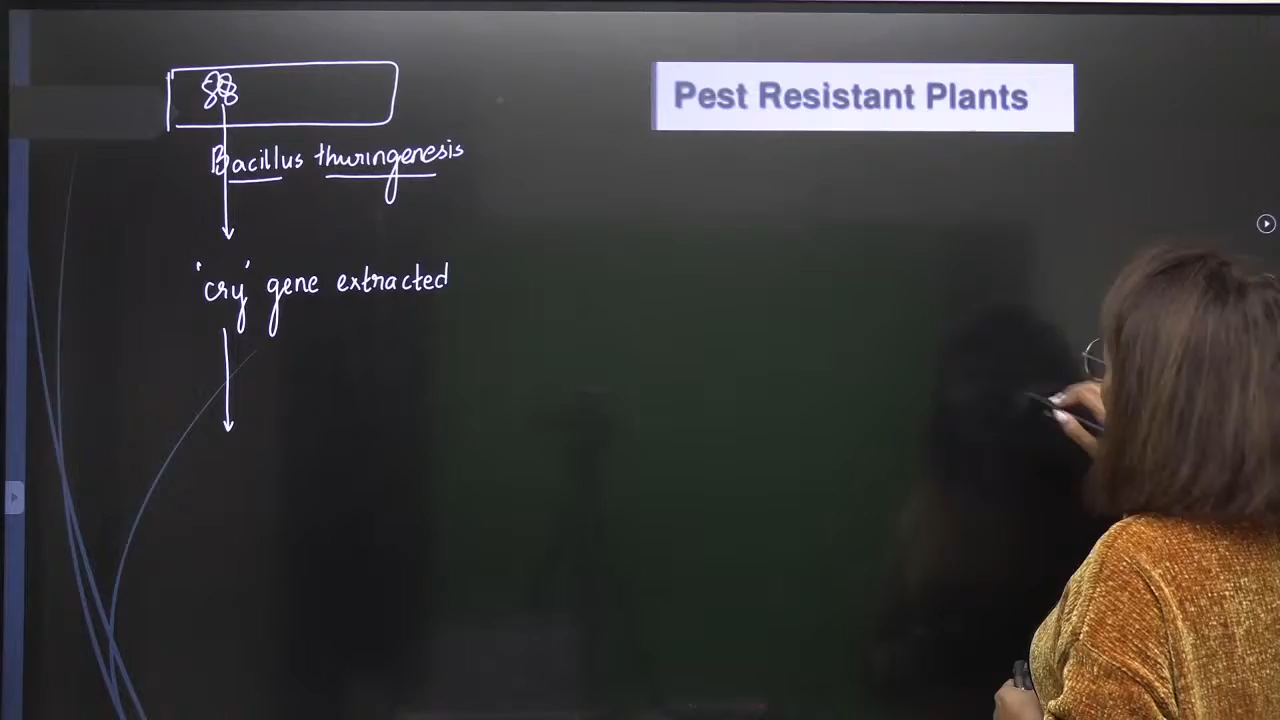 Pest Resistant Plants
Bacillus thuringenesis
'cry' gene extracted